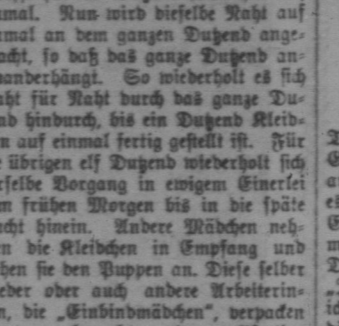 mal. Nun wird dieselbe Naht auf
mal an dem ganzen Dutzend ange-
acht, so daß das ganze Dutzend an-
anderhängt. So wiederholt es sich
aht für Naht durch das ganze Du-
nd hindurch, bis ein Dutzend Kleid-
n auf einmal fertig gestellt ist. Für
e übrigen elf Dutzend wiederholt sich
rselbe Vorgang in ewigem Einerlei
m frühen Morgen bis in die späte
acht hinein. Andere Mädchen neh-
n die Kleidchen in Empfang und
hen sie den Puppen an. Diese selber
eder oder auch andere Arbeiterin-
n, die „Einbindmädchen", verpacken